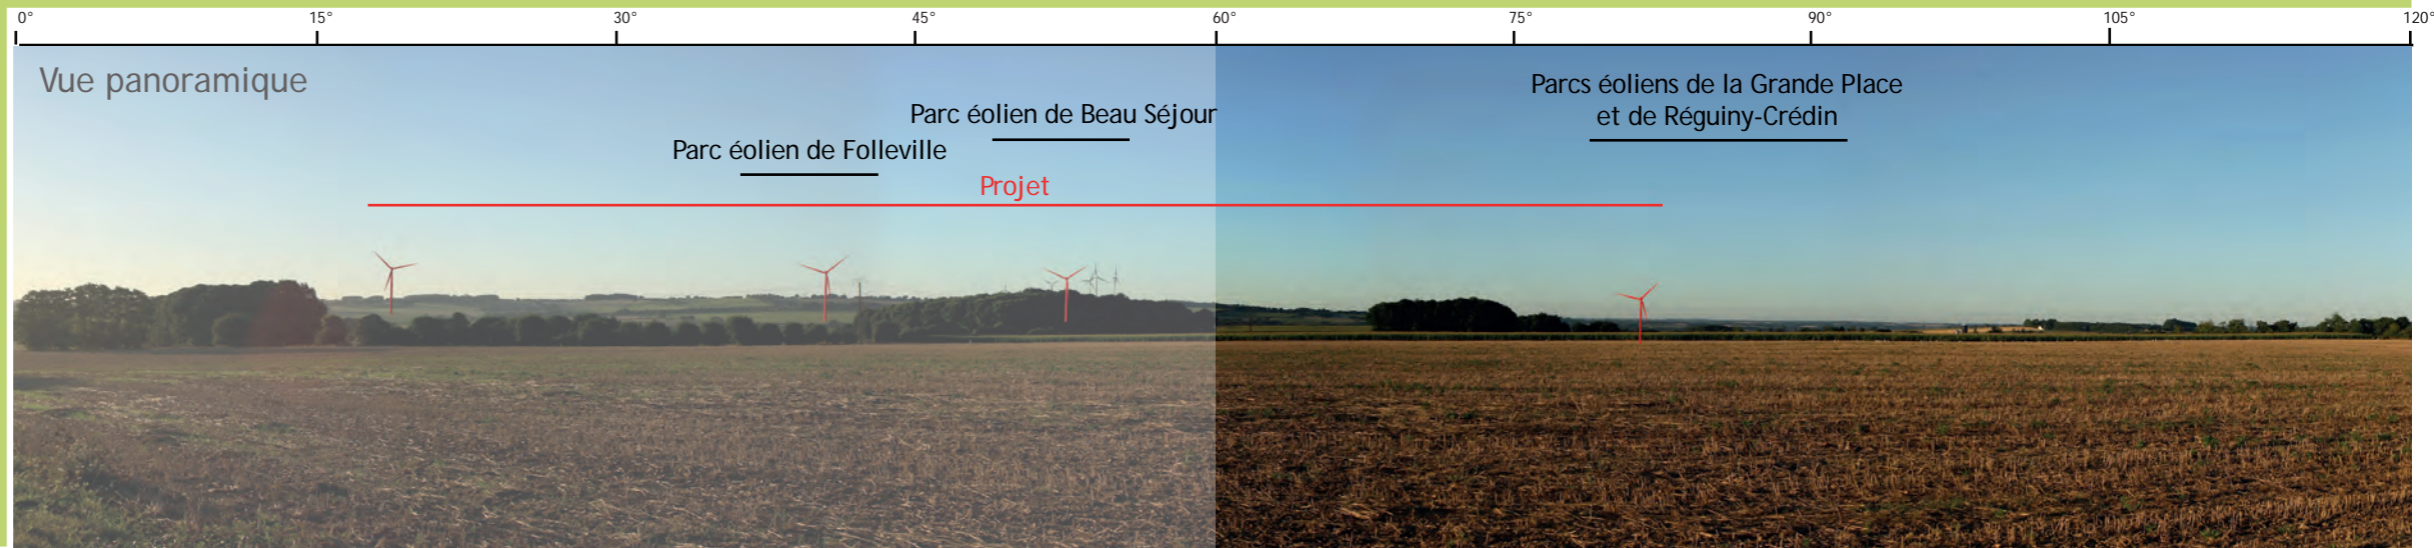 0° 15° 30° 45° 60° 75° 90° 105° 120°
Vue panoramique
Parcs éoliens de la Grande Place
et de Réguiny-Crédin
Parc éolien de Beau Séjour
Parc éolien de Folleville
Projet